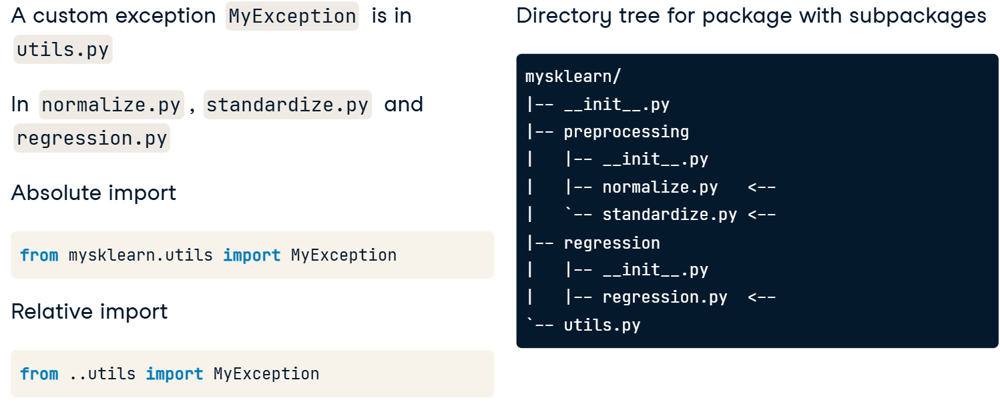 A custom exception MyException is in
utils.py
In normalize.py , standardize.py and
regression.py
Absolute import
from mysklearn.utils import MyException
Relative import
from ..utils import MyException
Directory tree for package with subpackages
mysklearn/
|-- __init__.py
|-- preprocessing
|   |-- __init__.py
|   |-- normalize.py   <--
|   `-- standardize.py <--
|-- regression
|   |-- __init__.py
|   |-- regression.py  <--
`-- utils.py